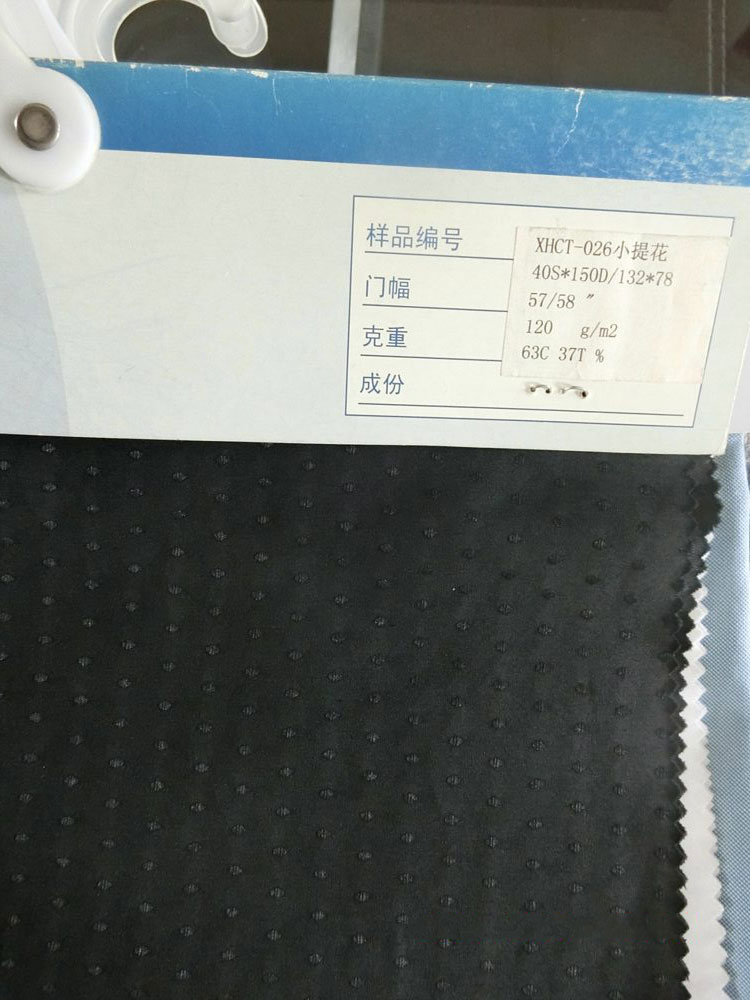 样品编号
XHCT-026小提花
40S*150D/132*78
门幅
57/58 "
克重
120 g/m2
63C 37T %
成份